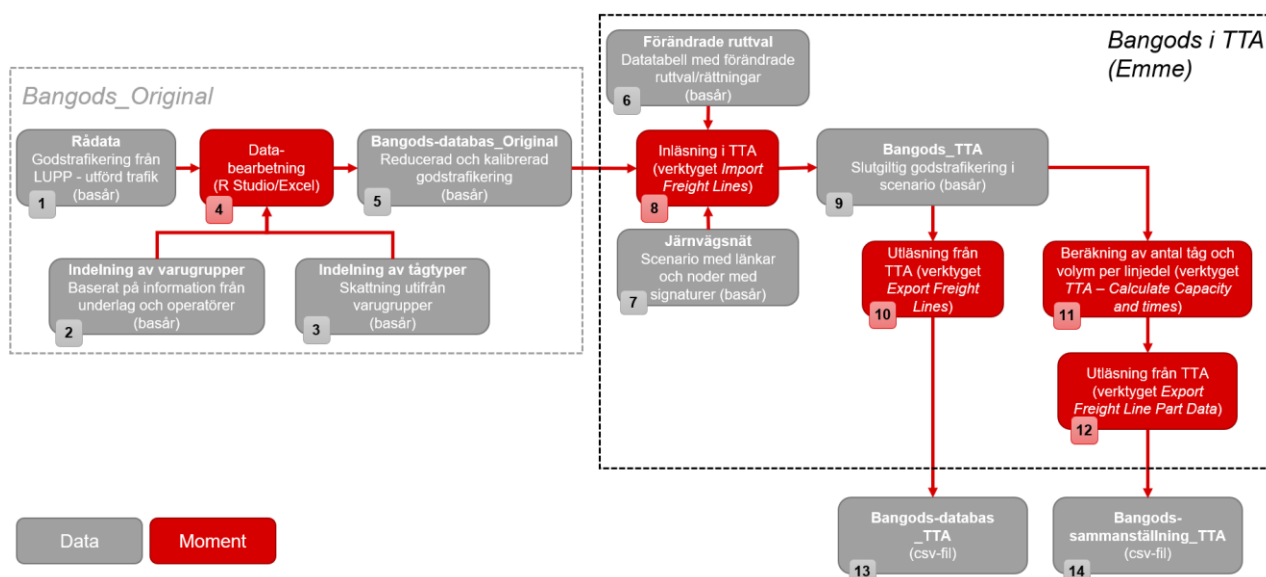 Bangods_Original
Rådata
Godstrafikering från
LUPP - utförd trafik
(basår)
1
Data-
bearbetning
(R Studio/Excel)
4
Bangods-databas_Original
Reducerad och kalibrerad
godstrafikering
(basår)
5
Indelning av varugrupper
Baserat på information från
underlag och operatörer
(basår)
2
Indelning av tågtyper
Skattning utifrån
varugrupper
(basår)
3
Bangods i TTA
(Emme)
Förändrade ruttval
Datatabell med förändrade
ruttval/rättningar
(basår)
6
Inläsning i TTA
(verktyget Import
Freight Lines)
8
Järnvägsnät
Scenario med länkar
och noder med
signaturer (basår)
7
Bangods_TTA
Slutgiltig godstrafikering i
scenario (basår)
9
Utläsning från
TTA (verktyget
Export Freight
Lines)
10
Beräkning av antal tåg och
volym per linjedel (verktyget
TTA – Calculate Capacity
and times)
11
Utläsning från TTA
(verktyget Export
Freight Line Part Data)
12
Bangods-databas
_TTA
(csv-fil)
13
Bangods-
sammanställning_TTA
(csv-fil)
14
Data
Moment